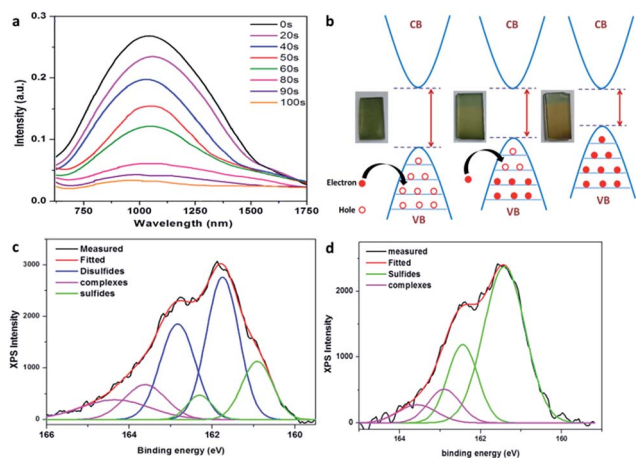 a
0.3
0.2
0.1
0.0
Intensity (a.u.)
750
1000
1250
1500
1750
Wavelength (nm)
0s
20s
40s
50s
60s
80s
90s
100s
b
CB
CB
CB
Electron
Hole
VB
VB
VB
c
3000
2000
1000
0
XPS Intensity
166
164
162
160
Binding energy (eV)
Measured
Fitted
Disulfides
complexes
sulfides
d
2400
1600
800
0
XPS Intensity
164
162
160
binding energy (eV)
measured
Fitted
Sulfides
complexes